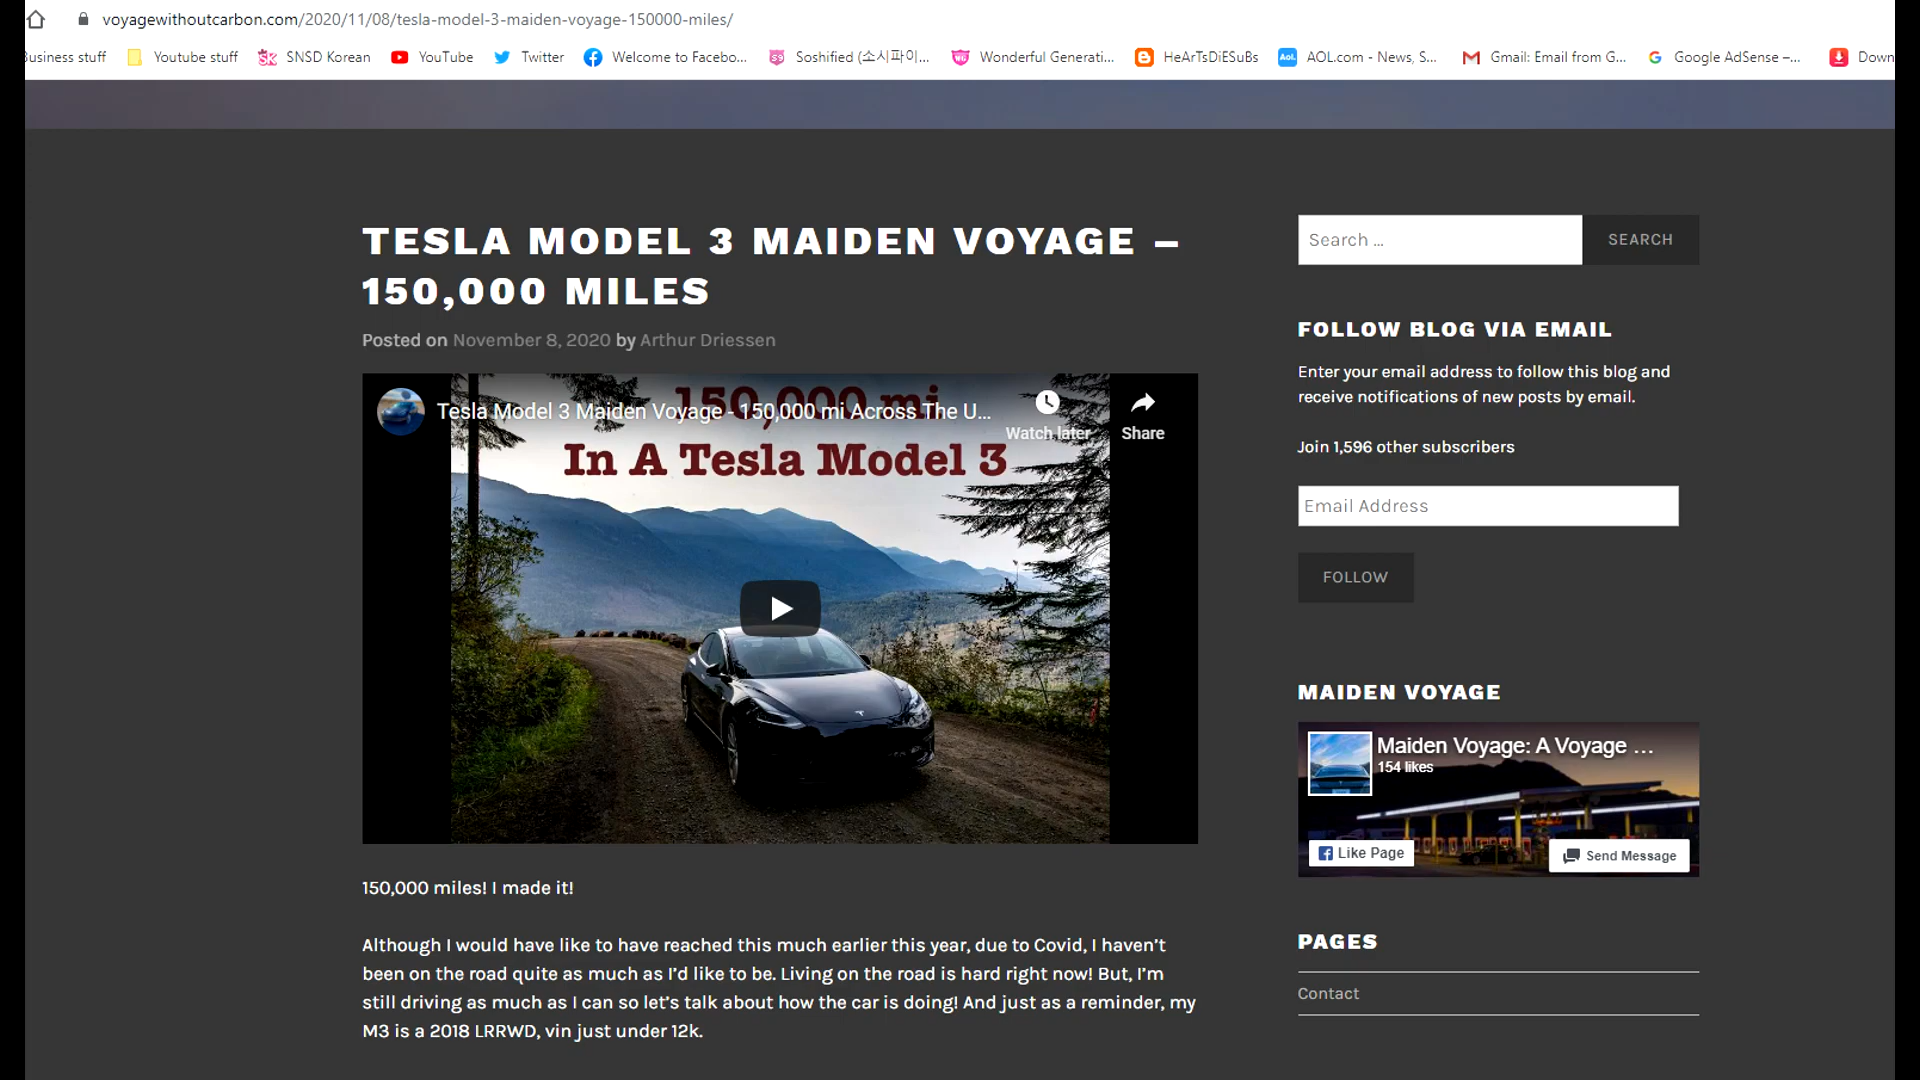 voyagewithoutcarbon.com/2020/11/08/tesla-model-3-maiden-voyage-150000-miles/
Business stuff Youtube stuff SNSD Korean YouTube Twitter Welcome to Facebo... Soshified (소시파이... Wonderful Generati... HeArTsDiESuBs AOL.com - News, S... Gmail: Email from G... Google AdSense –... Down
TESLA MODEL 3 MAIDEN VOYAGE –
150,000 MILES
Posted on November 8, 2020 by Arthur Driessen
150,000 mi
Tesla Model 3 Maiden Voyage - 150,000 mi Across The U...
Watch later
Share
In A Tesla Model 3
150,000 miles! I made it!
Although I would have like to have reached this much earlier this year, due to Covid, I haven't
been on the road quite as much as I'd like to be. Living on the road is hard right now! But, I'm
still driving as much as I can so let's talk about how the car is doing! And just as a reminder, my
M3 is a 2018 LRRWD, vin just under 12k.
Search ...
SEARCH
FOLLOW BLOG VIA EMAIL
Enter your email address to follow this blog and
receive notifications of new posts by email.
Join 1,596 other subscribers
Email Address
FOLLOW
MAIDEN VOYAGE
Maiden Voyage: A Voyage ...
154 likes
Like Page
Send Message
PAGES
Contact